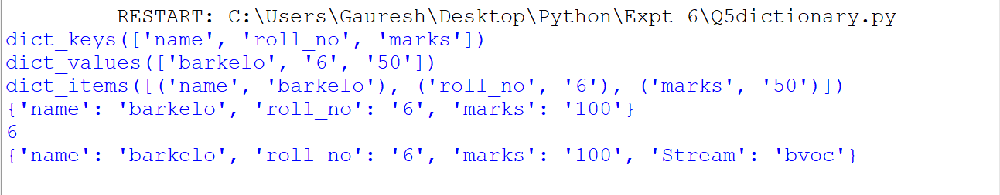 ======== RESTART: C:\Users\Gauresh\Desktop\Python\Expt 6\Q5dictionary.py =======
dict_keys(['name', 'roll_no', 'marks'])
dict_values(['barkelo', '6', '50'])
dict_items([('name', 'barkelo'), ('roll_no', '6'), ('marks', '50')])
{'name': 'barkelo', 'roll_no': '6', 'marks': '100'}
6
{'name': 'barkelo', 'roll_no': '6', 'marks': '100', 'Stream': 'bvoc'}